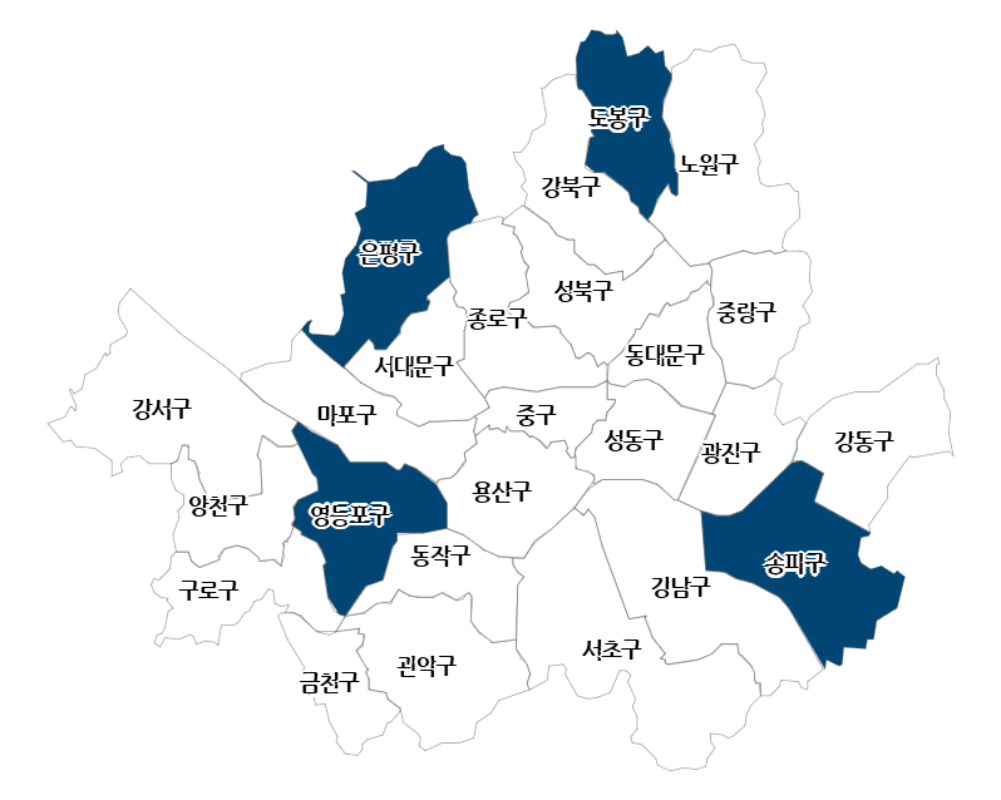 도봉구
노원구
강북구
은평구
성북구
종로구
중랑구
동대문구
서대문구
강서구
마포구
중구
성동구
광진구
강동구
양천구
영등포구
용산구
동작구
송파구
구로구
강남구
서초구
금천구
관악구